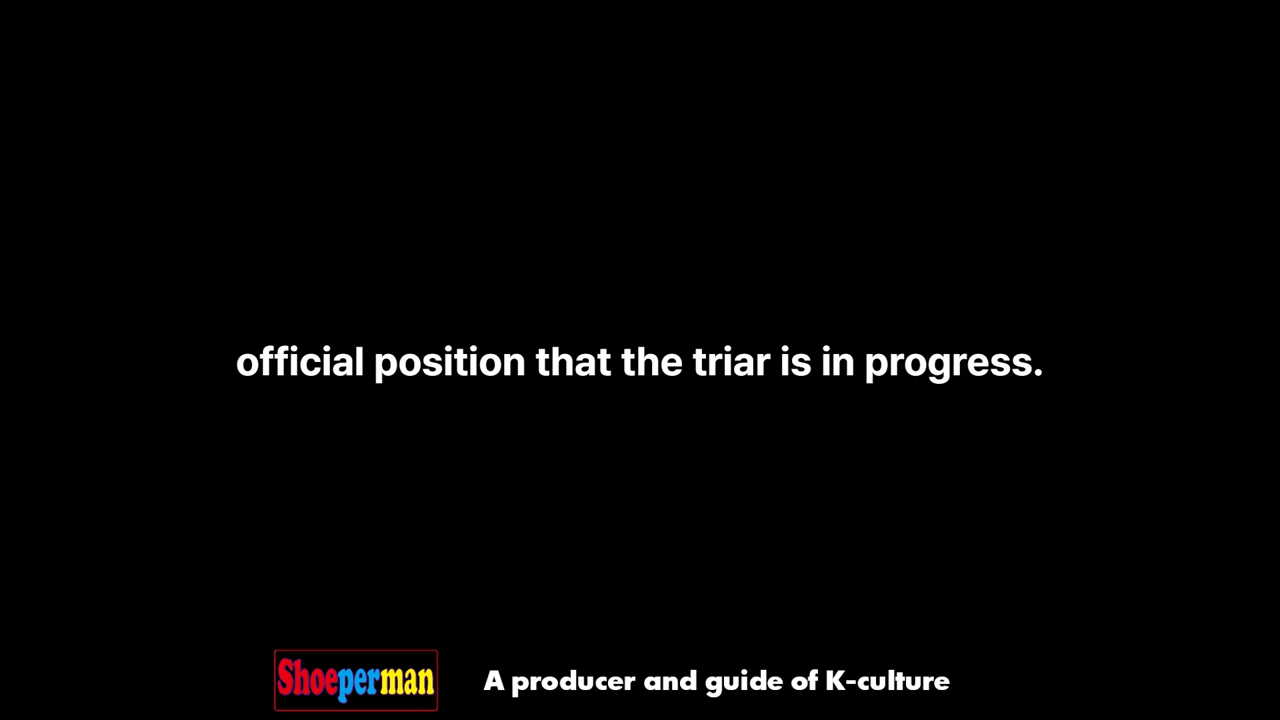 official position that the triar is in progress.
Shoeperman
A producer and guide of K-culture